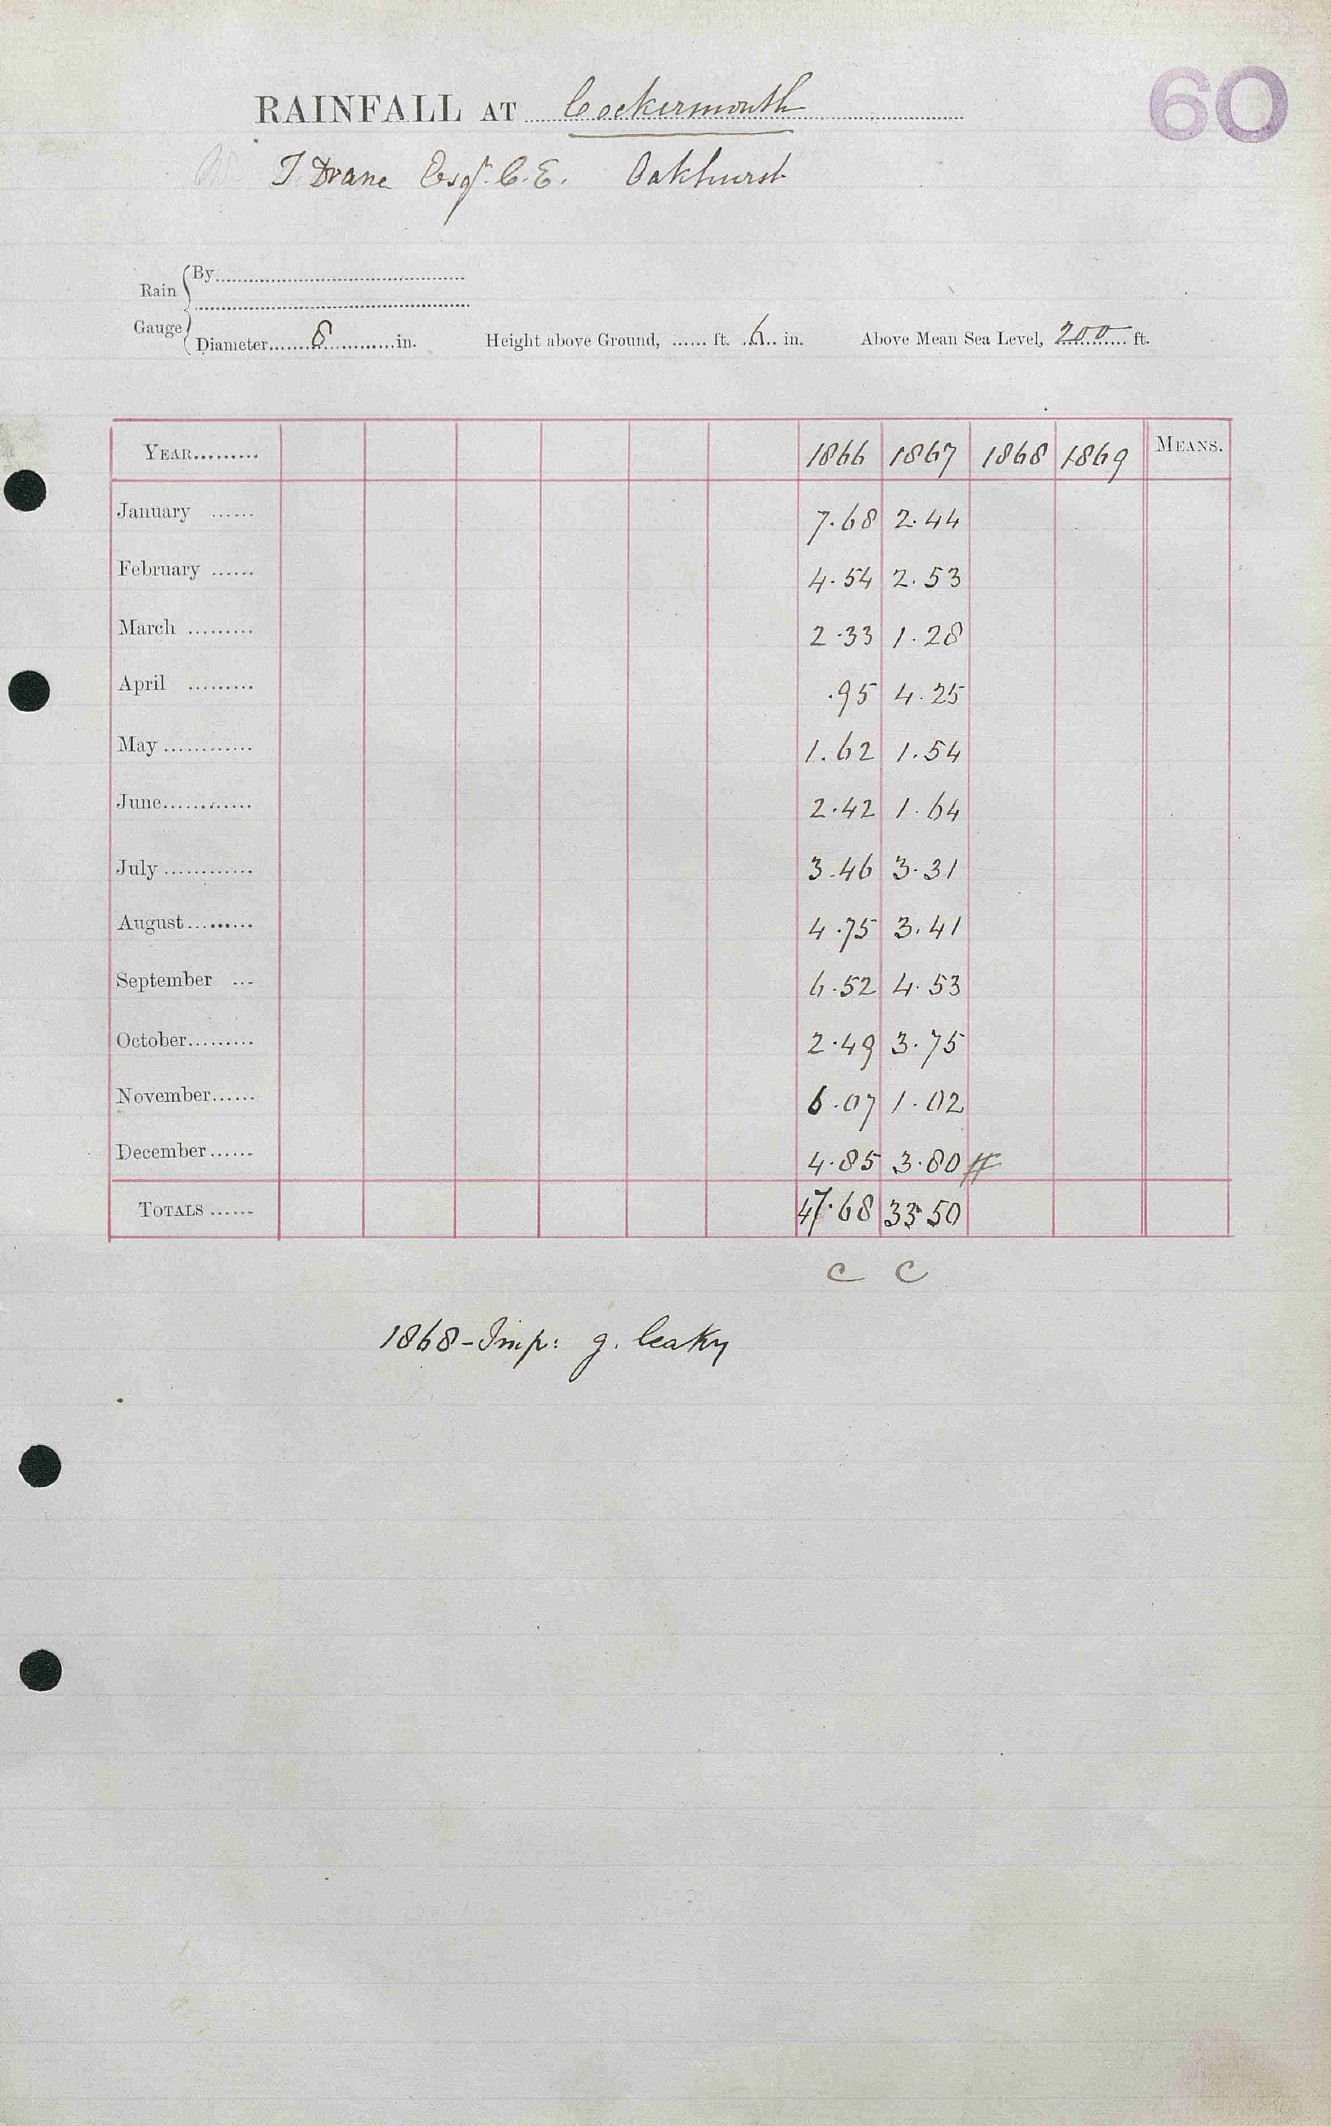 60
RAINFALL AT Cockermouth
T Drane Esqr. C.E. Oakhurst
Rain Gauge
By
Diameter 8 in. Height above Ground, ft. 6 in. Above Mean Sea Level, 200 ft.
YEAR 1866 1867 1868 1869 MEANS.
January 7.68 2.44
February 4.54 2.53
March 2.33 1.28
April .95 4.25
May 1.62 1.54
June 2.42 1.64
July 3.46 3.31
August 4.75 3.41
September 6.52 4.53
October 2.49 3.75
November 6.07 1.02
December 4.85 3.80
TOTALS 47.68 33.50
C C
1868-Imp: g. leaky